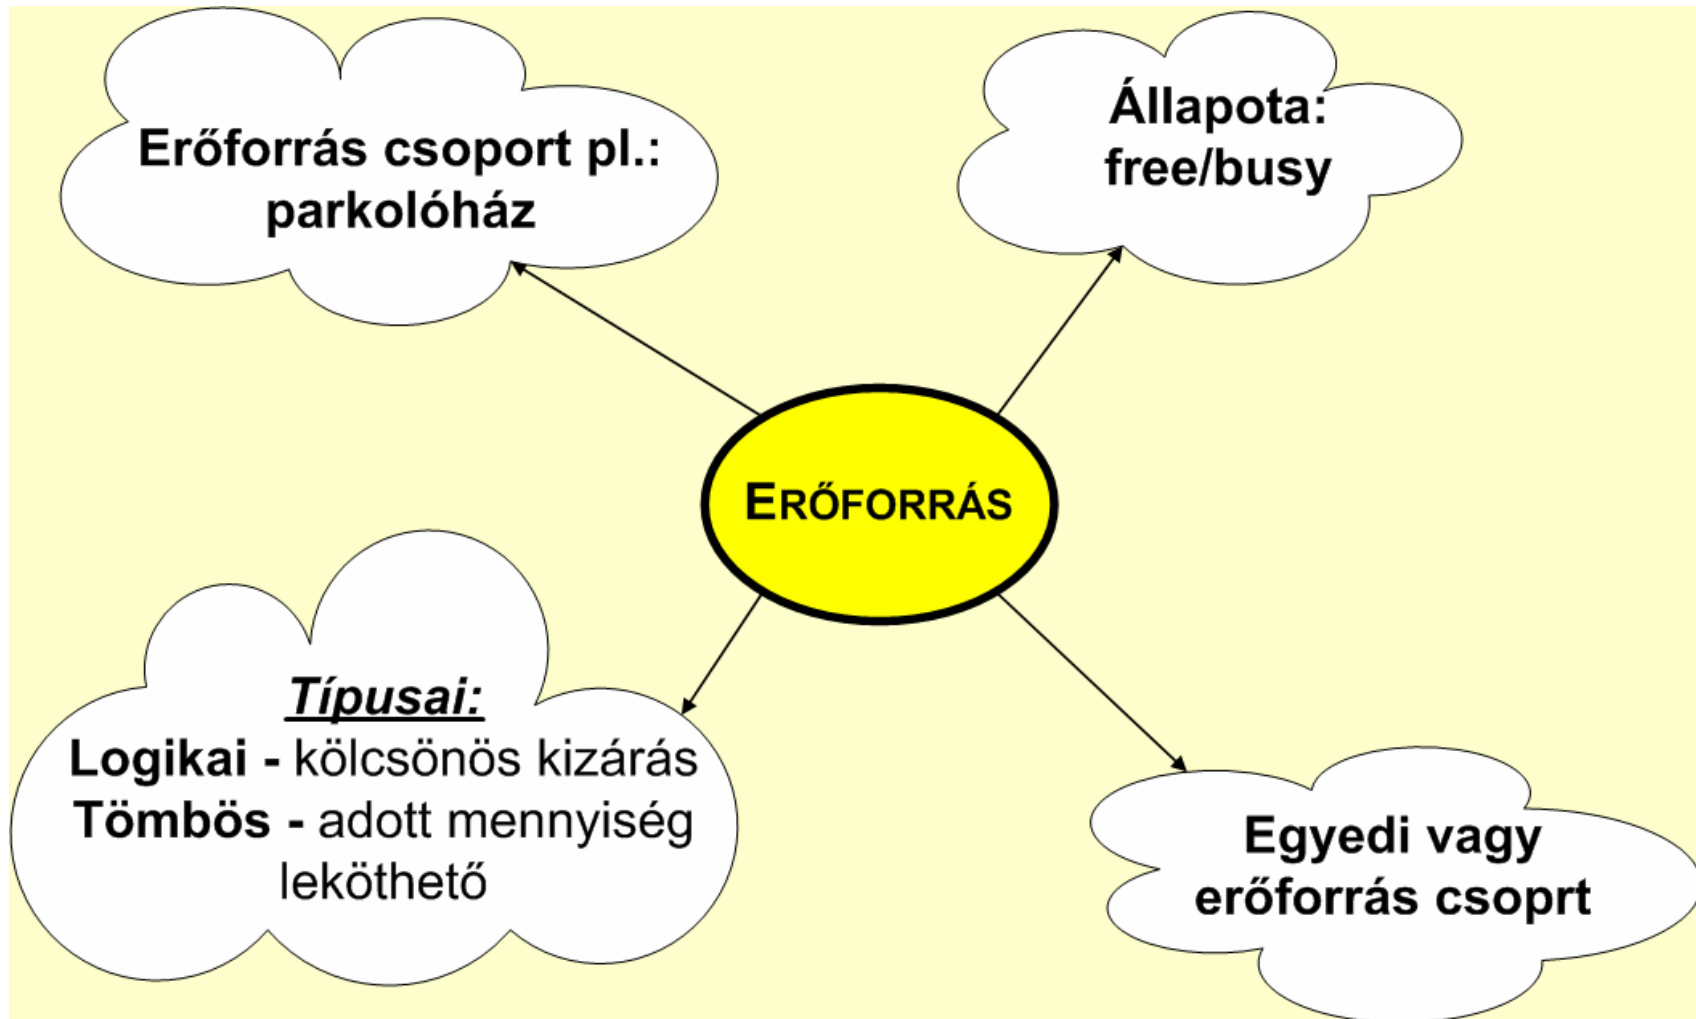 Erőforrás csoport pl.:
parkolóház
Állapota:
free/busy
ERŐFORRÁS
Típusai:
Logikai - kölcsönös kizárás
Tömbös - adott mennyiség
leköthető
Egyedi vagy
erőforrás csoprt